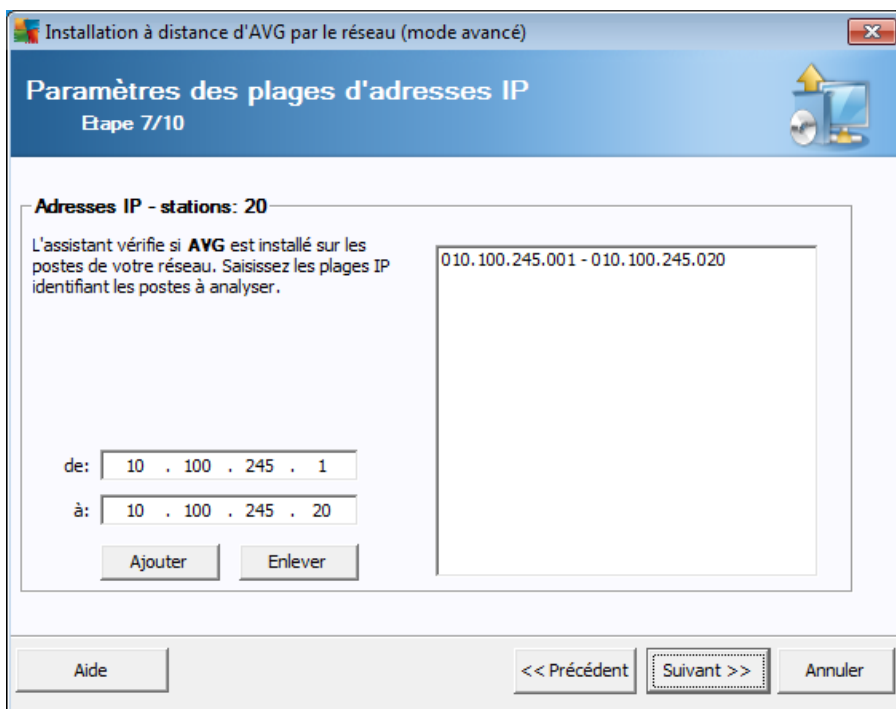 Installation à distance d'AVG par le réseau (mode avancé)
Paramètres des plages d'adresses IP
Etape 7/10
Adresses IP - stations: 20
L'assistant vérifie si AVG est installé sur les
postes de votre réseau. Saisissez les plages IP
identifiant les postes à analyser.
010.100.245.001 - 010.100.245.020
de: 10 . 100 . 245 . 1
à: 10 . 100 . 245 . 20
Ajouter Enlever
Aide << Précédent Suivant >> Annuler